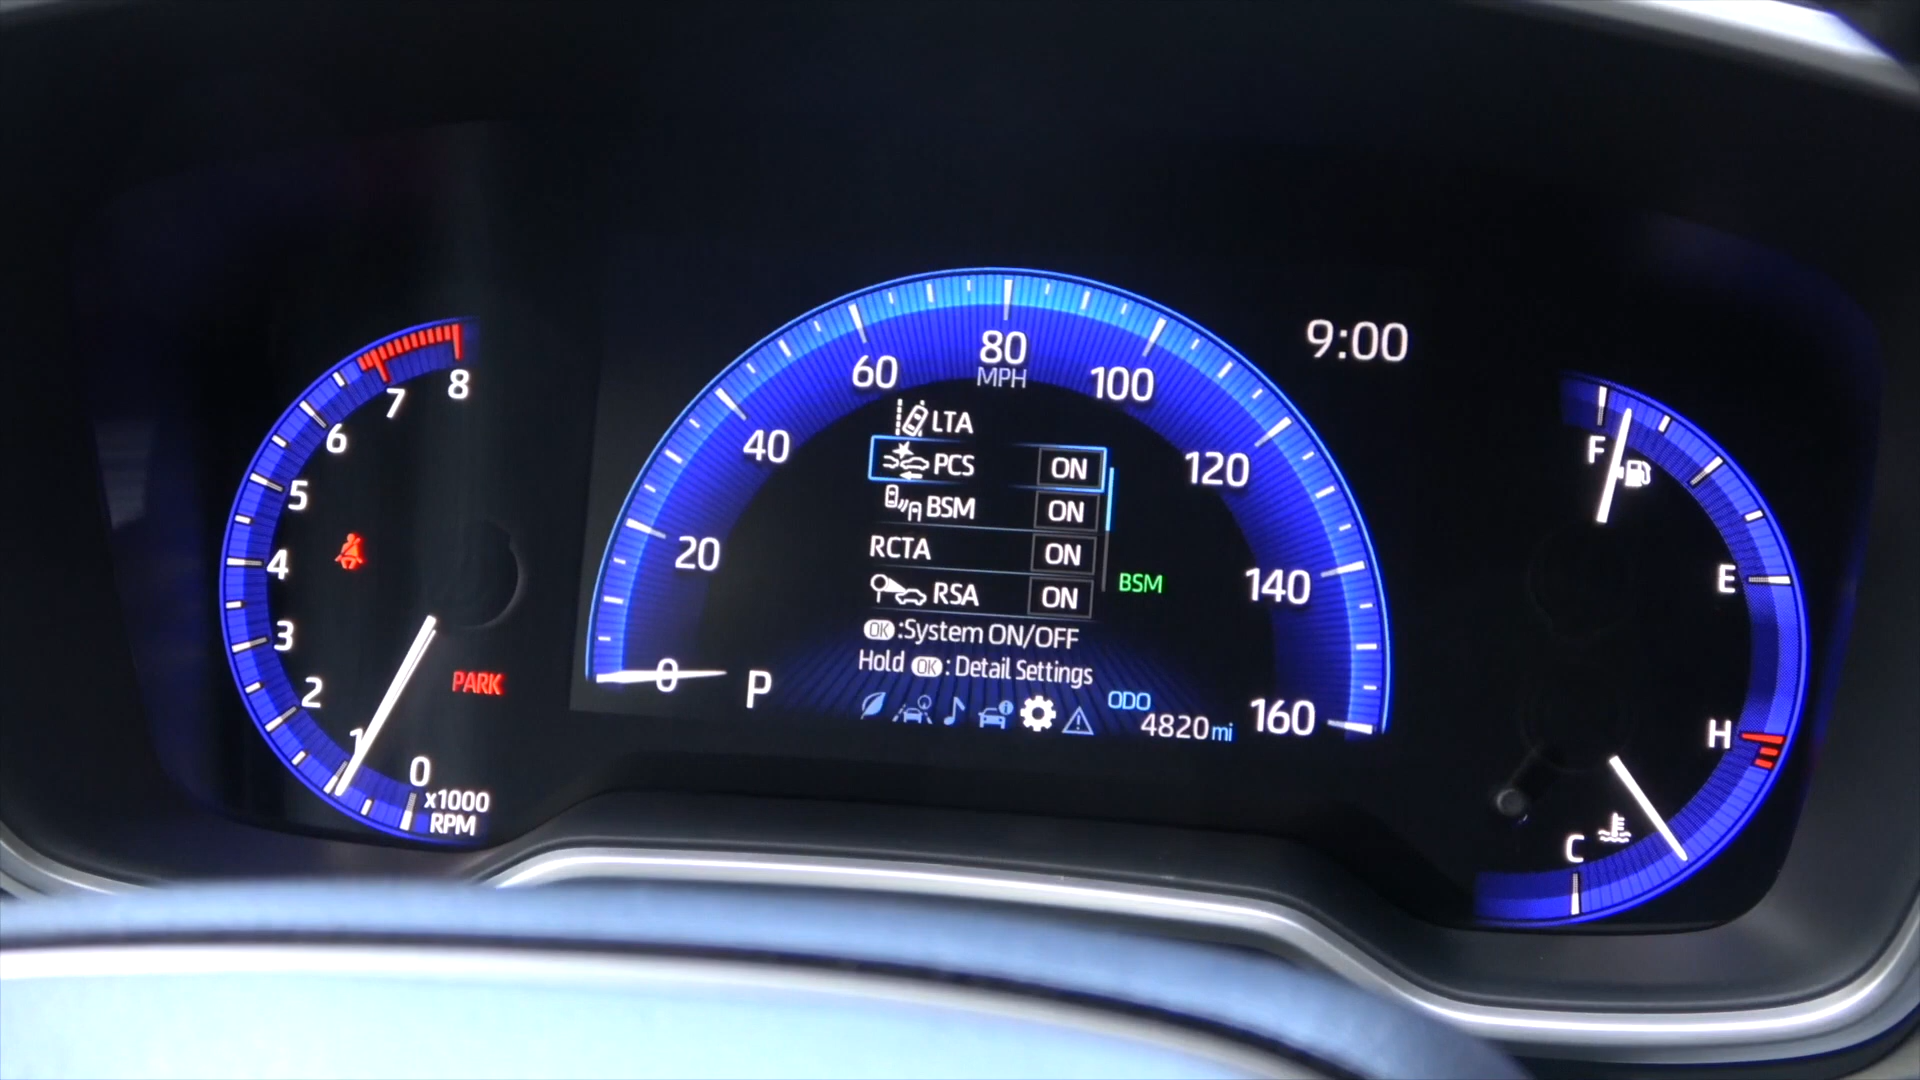 8
7
6
5
4
3
2
1
0
x1000
RPM
PARK
0
20
40
60
80
MPH
100
120
140
160
LTA
PCS ON
BSM ON
RCTA ON
RSA ON
OK :System ON/OFF
Hold OK : Detail Settings
P
BSM
ODO
4820 mi
9:00
F
E
H
C